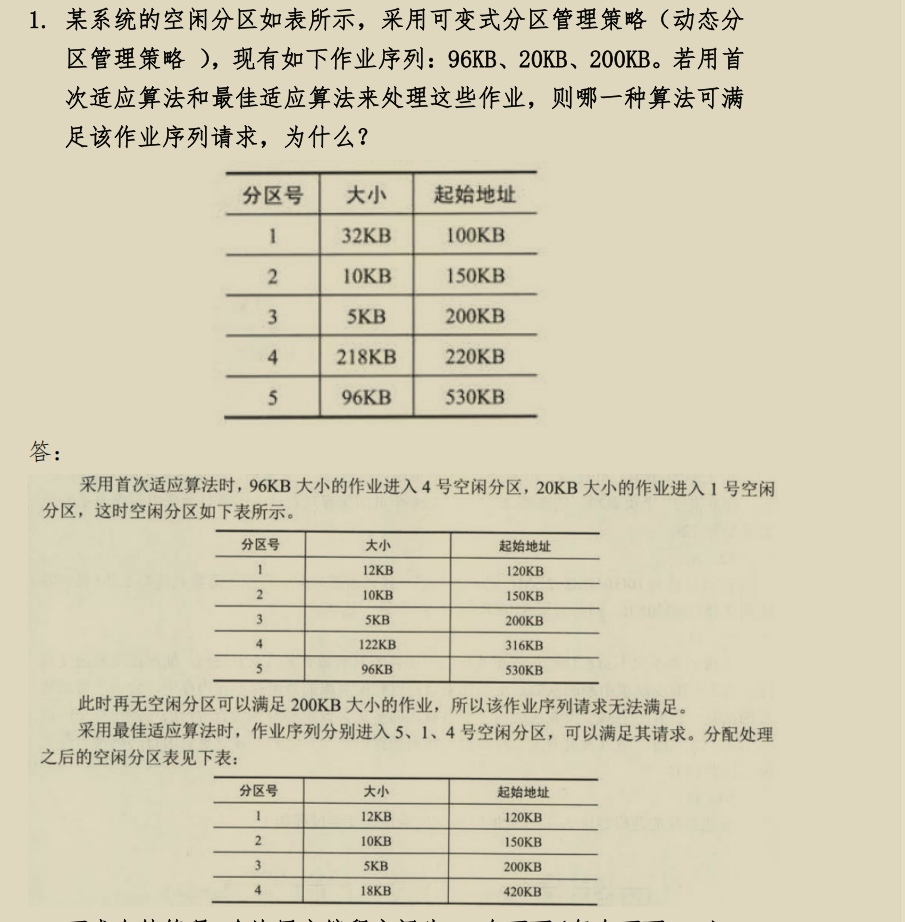 1. 某系统的空闲分区如表所示，采用可变式分区管理策略（动态分
区管理策略 ），现有如下作业序列：96KB、20KB、200KB。若用首
次适应算法和最佳适应算法来处理这些作业，则哪一种算法可满
足该作业序列请求，为什么？
分区号 大小 起始地址
1 32KB 100KB
2 10KB 150KB
3 5KB 200KB
4 218KB 220KB
5 96KB 530KB
答：
采用首次适应算法时，96KB 大小的作业进入 4 号空闲分区，20KB 大小的作业进入 1 号空闲
分区，这时空闲分区如下表所示。
分区号 大小 起始地址
1 12KB 120KB
2 10KB 150KB
3 5KB 200KB
4 122KB 316KB
5 96KB 530KB
此时再无空闲分区可以满足 200KB 大小的作业，所以该作业序列请求无法满足。
采用最佳适应算法时，作业序列分别进入 5、1、4 号空闲分区，可以满足其请求。分配处理
之后的空闲分区表见下表：
分区号 大小 起始地址
1 12KB 120KB
2 10KB 150KB
3 5KB 200KB
4 18KB 420KB